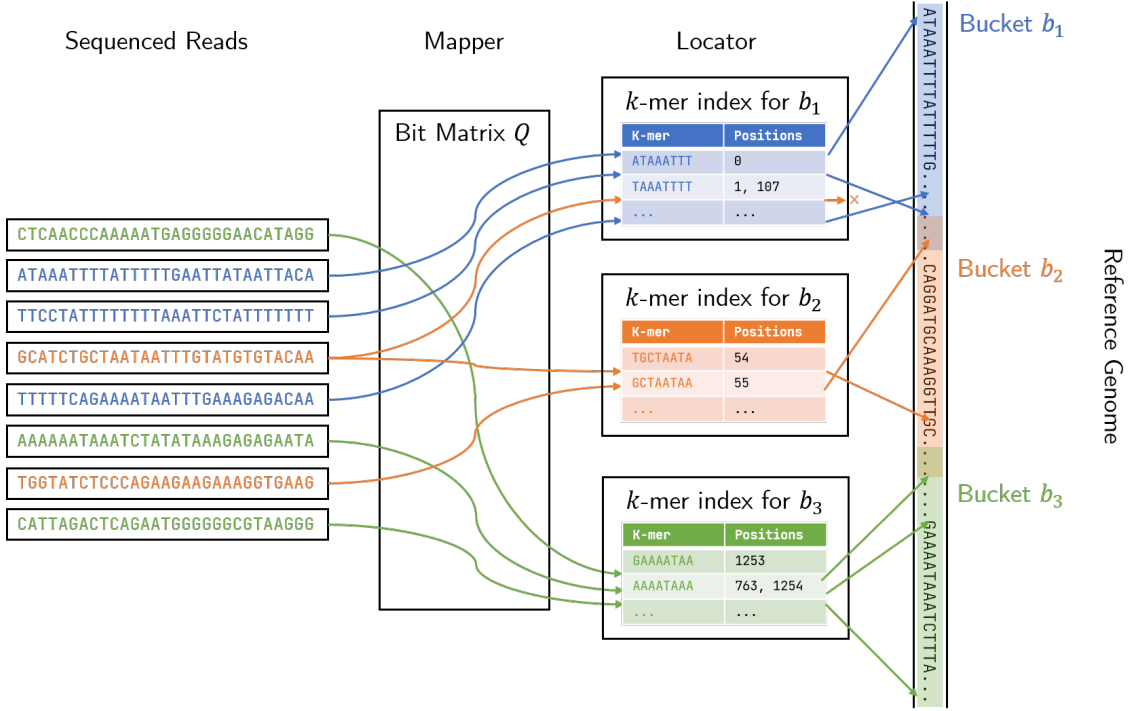 Sequenced Reads
Mapper
Locator
CTCAACCCAAAAATGAGGGGGAACATAGG
ATAAATTTTATTTTTGAATTATAATTACA
TTCCTATTTTTTTTAAATTCTATTTTTTT
GCATCTGCTAATAATTTGTATGTGTACAA
TTTTTCAGAAAATAATTTGAAAGAGACAA
AAAAAATAAATCTATATAAAGAGAGAATA
TGGTATCTCCCAGAAGAAGAAAGGTGAAG
CATTAGACTCAGAATGGGGGGCGTAAGGG
Bit Matrix Q
k-mer index for b1
K-mer Positions
ATAAATTT 0
TAAATTTT 1, 107
... ...
×
k-mer index for b2
K-mer Positions
TGCTAATA 54
GCTAATAA 55
... ...
k-mer index for b3
K-mer Positions
GAAAATAA 1253
AAAATAAA 763, 1254
... ...
ATAAATTTTATTTTTG.....CAGGATGCAAAGGTTGC.....GAAAATAAATCTTTA...
Bucket b1
Bucket b2
Bucket b3
Reference Genome